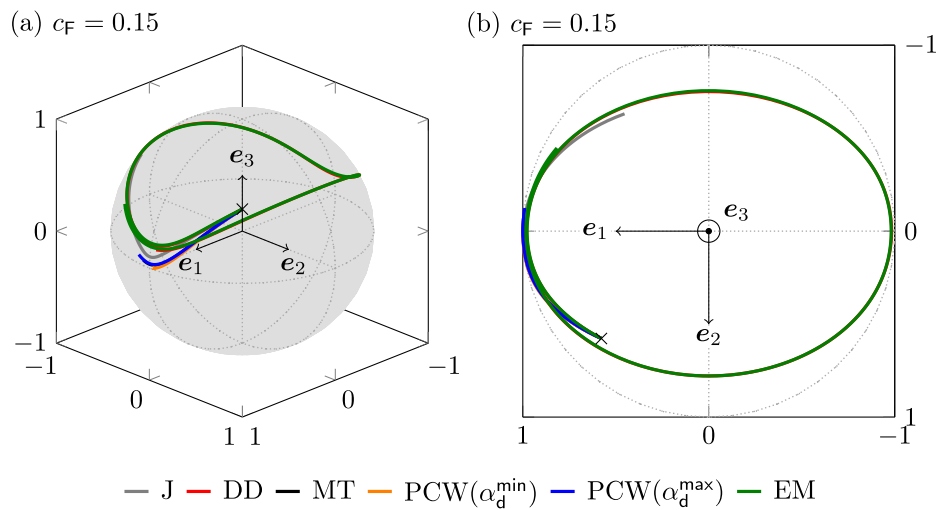 (a) c_F = 0.15
(b) c_F = 0.15
1
0
−1
−1
0
1
1
0
−1
e_3
e_1
e_2
−1
0
1
1
0
−1
e_3
e_1
e_2
J DD MT PCW(α_d^min) PCW(α_d^max) EM